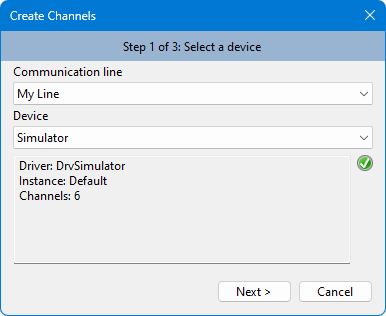 Create Channels
Step 1 of 3: Select a device
Communication line
My Line
Device
Simulator
Driver: DrvSimulator
Instance: Default
Channels: 6
Next >
Cancel